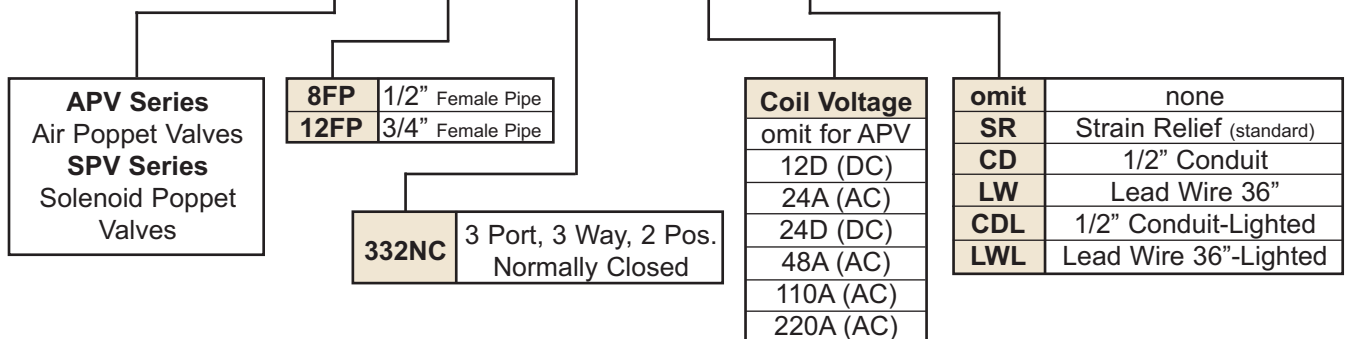 APV Series
Air Poppet Valves
SPV Series
Solenoid Poppet
Valves
8FP 1/2” Female Pipe
12FP 3/4” Female Pipe
332NC 3 Port, 3 Way, 2 Pos.
Normally Closed
Coil Voltage
omit for APV
12D (DC)
24A (AC)
24D (DC)
48A (AC)
110A (AC)
220A (AC)
omit none
SR Strain Relief (standard)
CD 1/2” Conduit
LW Lead Wire 36”
CDL 1/2” Conduit-Lighted
LWL Lead Wire 36”-Lighted